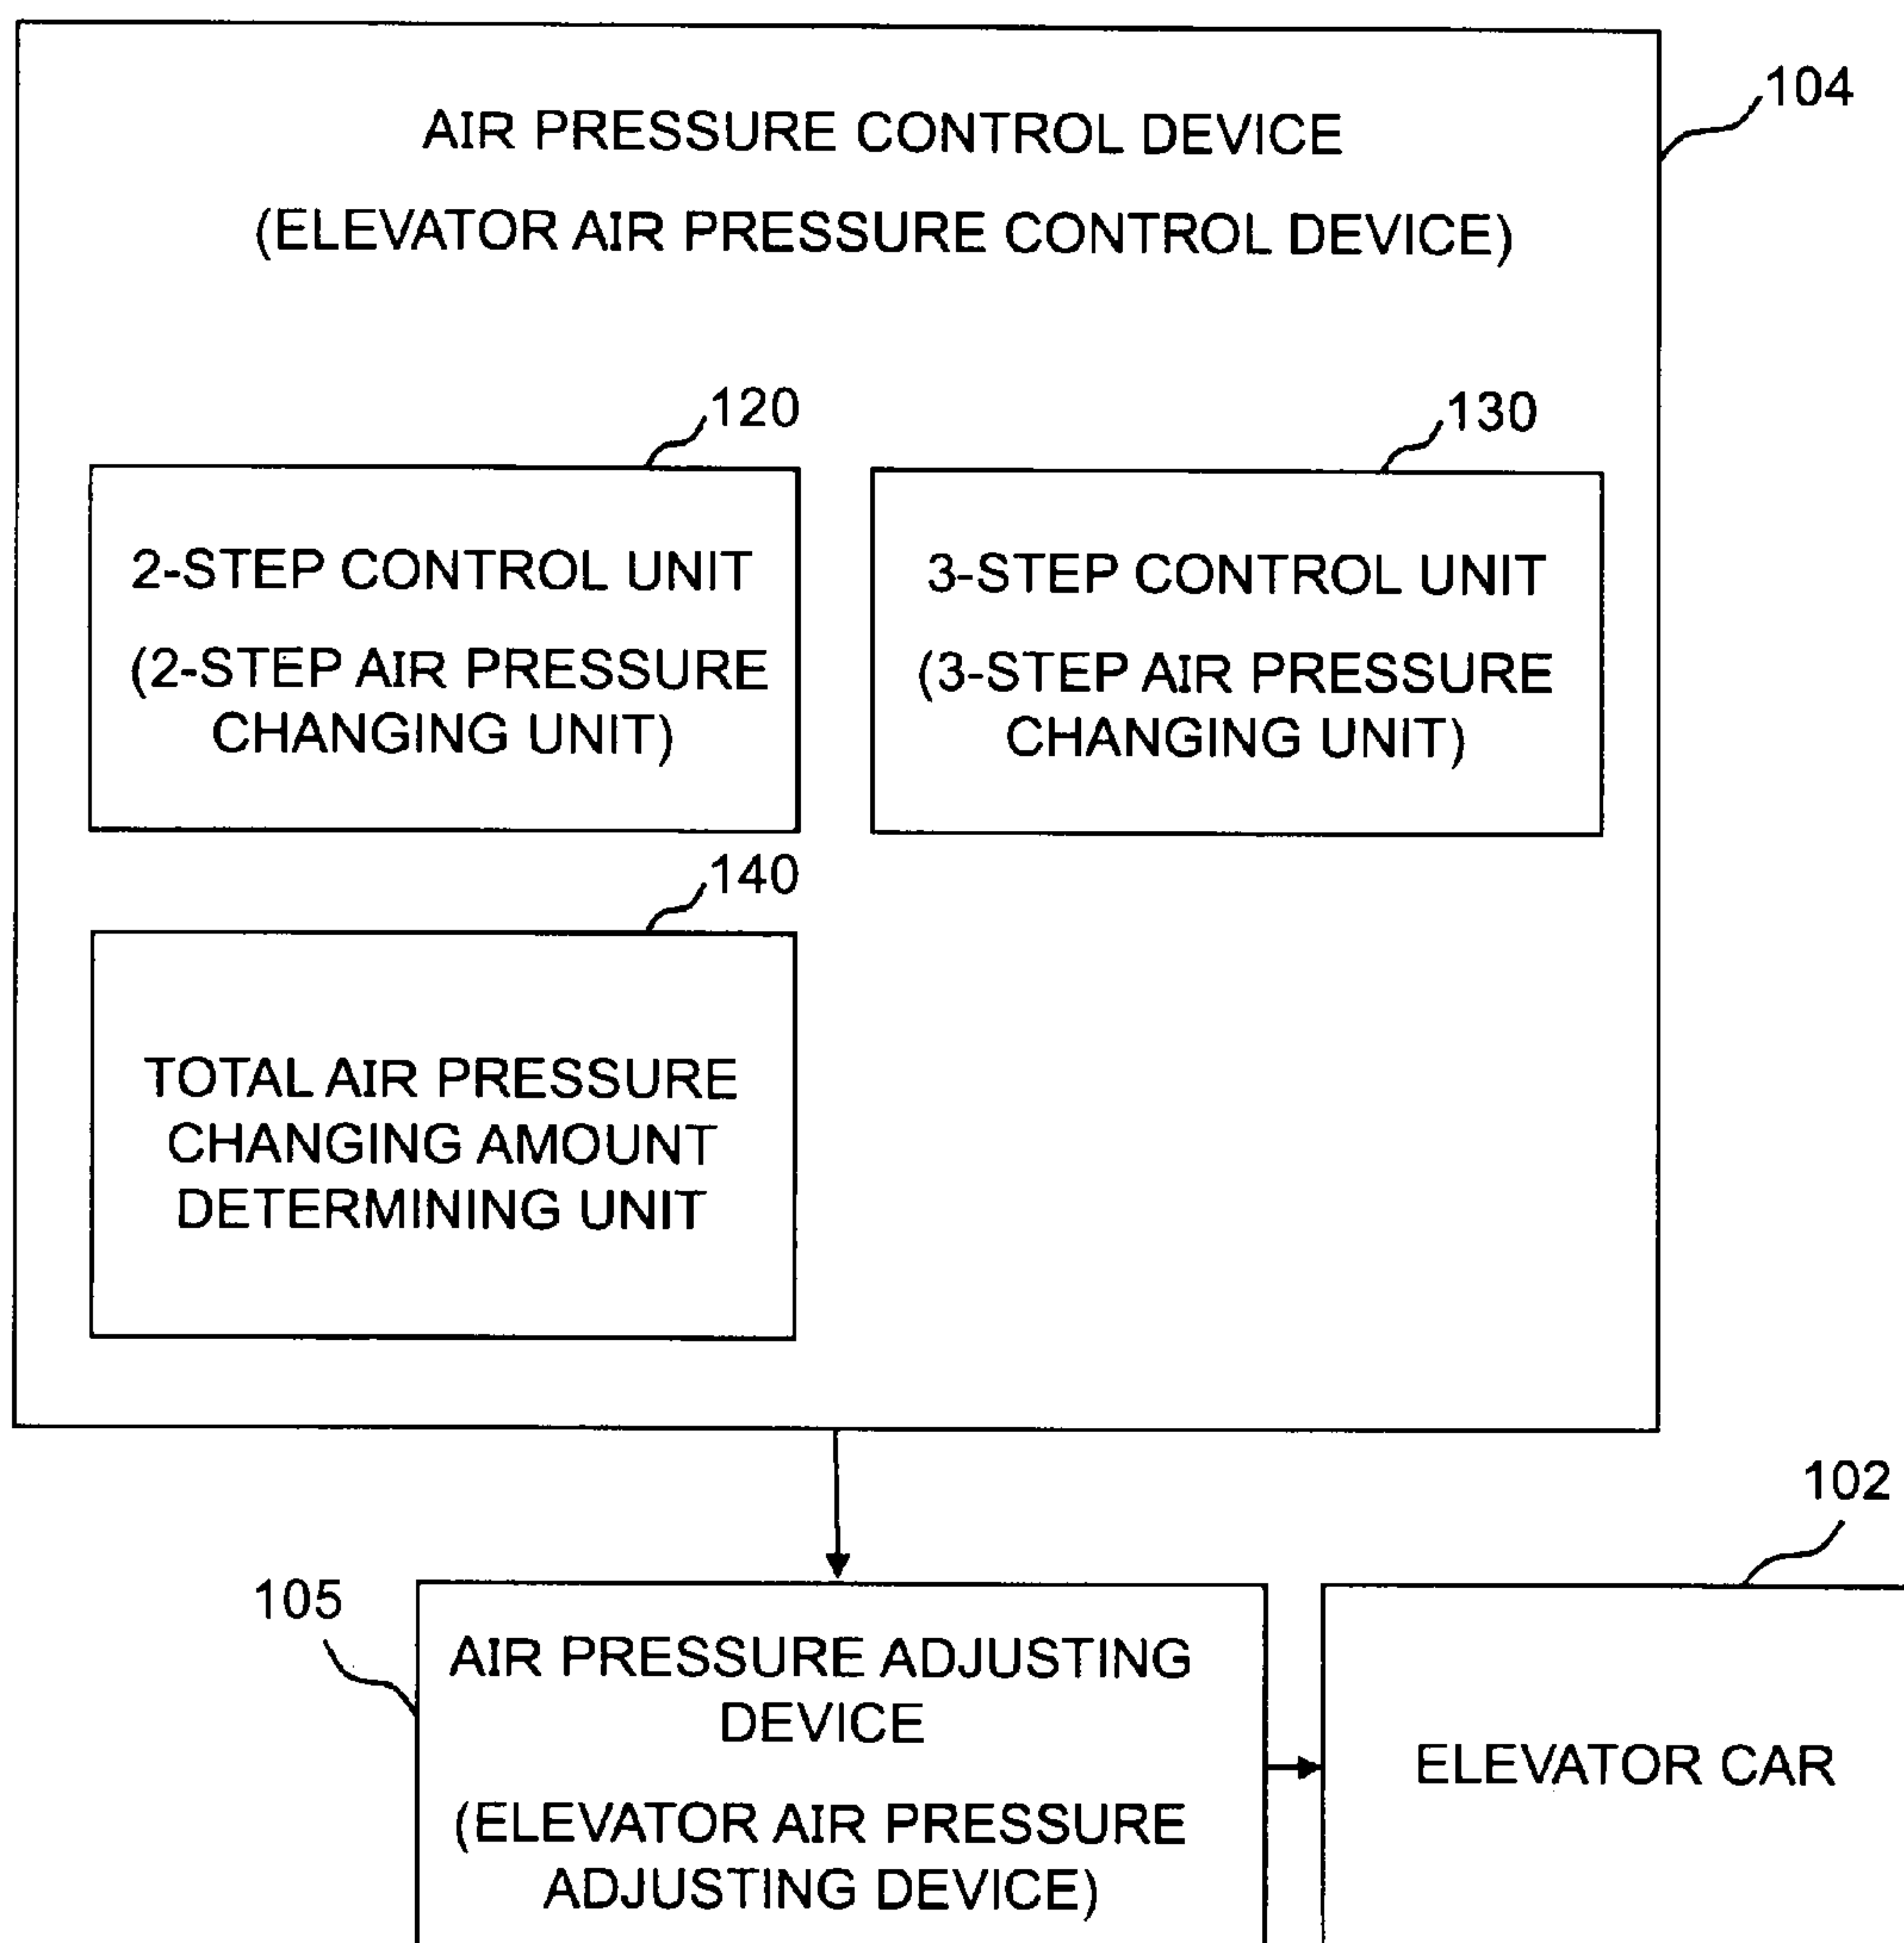 104
AIR PRESSURE CONTROL DEVICE
(ELEVATOR AIR PRESSURE CONTROL DEVICE)
120
130
2-STEP CONTROL UNIT
(2-STEP AIR PRESSURE
CHANGING UNIT)
3-STEP CONTROL UNIT
(3-STEP AIR PRESSURE
CHANGING UNIT)
140
TOTAL AIR PRESSURE
CHANGING AMOUNT
DETERMINING UNIT
102
105
AIR PRESSURE ADJUSTING
DEVICE
(ELEVATOR AIR PRESSURE
ADJUSTING DEVICE)
ELEVATOR CAR